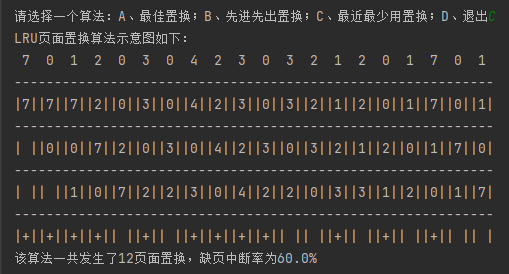 请选择一个算法：A、最佳置换；B、先进先出置换；C、最近最少用置换；D、退出C
LRU页面置换算法示意图如下：
7 0 1 2 0 3 0 4 2 3 0 3 2 1 2 0 1 7 0 1
------------------------------------------------------------
|7||7||7||2||0||3||0||4||2||3||0||3||2||1||2||0||1||7||0||1|
------------------------------------------------------------
| ||0||0||7||2||0||3||0||4||2||3||0||3||2||1||2||0||1||7||0|
------------------------------------------------------------
| || ||1||0||7||2||2||3||0||4||2||2||0||3||3||1||2||0||1||7|
------------------------------------------------------------
|+||+||+||+|| ||+|| ||+||+||+||+|| || ||+|| ||+|| ||+|| || |
该算法一共发生了12页面置换，缺页中断率为60.0%